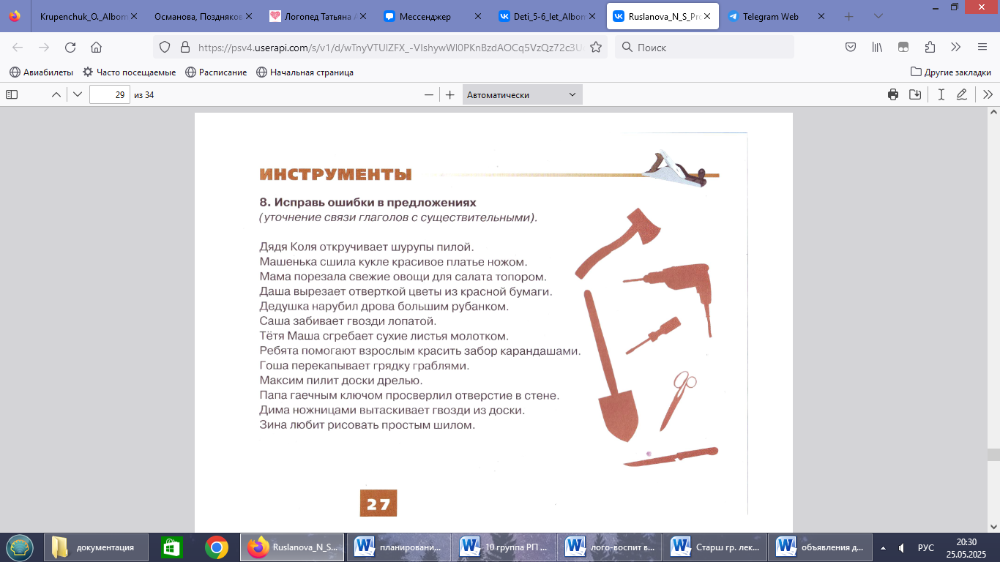 Krupenchuk_O._Albom
Османова, Поздняков
Логопед Татьяна А
Мессенджер
Deti_5-6_let_Albom
Ruslanova_N_S_Pro
Telegram Web
https://psv4.userapi.com/s/v1/d/wTnyVTUlZFX_-VIshywWl0PKnBzdAOCq5VzQz72c3U
Поиск
Авиабилеты
Часто посещаемые
Расписание
Начальная страница
Другие закладки
29 из 34
Автоматически
ИНСТРУМЕНТЫ
8. Исправь ошибки в предложениях
(уточнение связи глаголов с существительными).
Дядя Коля откручивает шурупы пилой.
Машенька сшила кукле красивое платье ножом.
Мама порезала свежие овощи для салата топором.
Даша вырезает отверткой цветы из красной бумаги.
Дедушка нарубил дрова большим рубанком.
Саша забивает гвозди лопатой.
Тётя Маша сгребает сухие листья молотком.
Ребята помогают взрослым красить забор карандашами.
Гоша перекапывает грядку граблями.
Максим пилит доски дрелью.
Папа гаечным ключом просверлил отверстие в стене.
Дима ножницами вытаскивает гвозди из доски.
Зина любит рисовать простым шилом.
27
документация
Ruslanova_N_S...
планировани...
10 группа РП ...
лого-воспит в...
Старш гр. лек...
объявления д...
РУС
20:30
25.05.2025